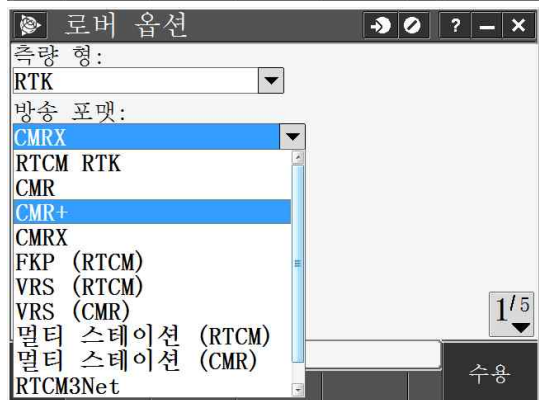 로버 옵션
? — ×
측량 형:
RTK
방송 포맷:
CMRX
RTCM RTK
CMR
CMR+
CMRX
FKP (RTCM)
VRS (RTCM)
VRS (CMR)
멀티 스테이션 (RTCM)
멀티 스테이션 (CMR)
RTCM3Net
1/5
수용